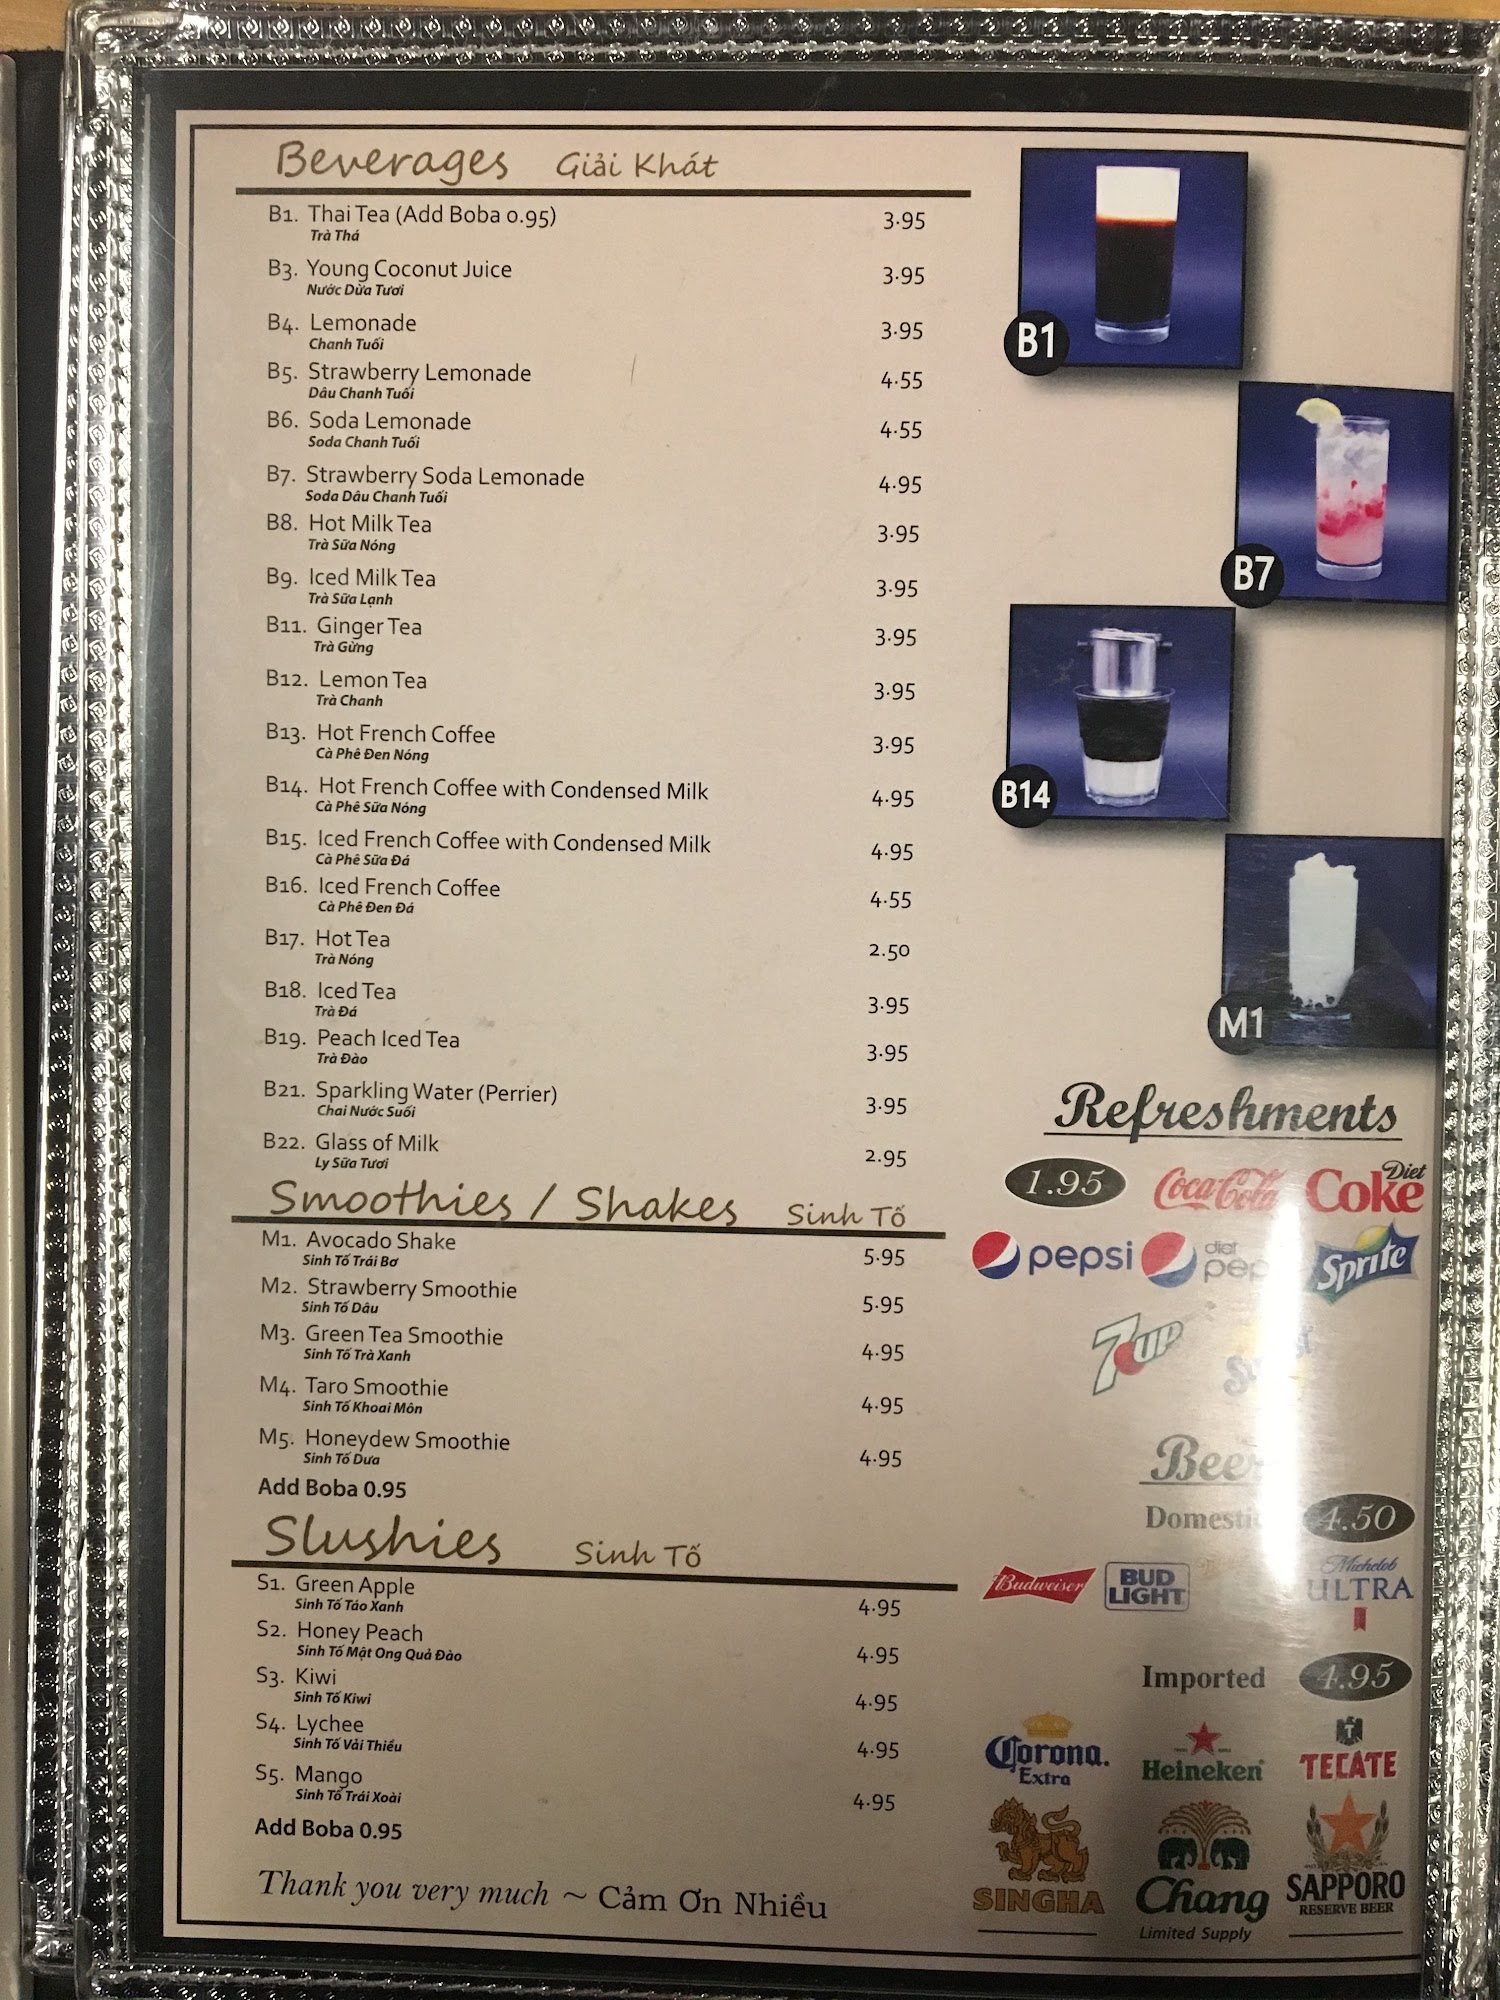 Beverages Giải Khát
B1. Thai Tea (Add Boba 0.95) 3.95
Trà Thá
B3. Young Coconut Juice 3.95
Nước Dừa Tươi
B4. Lemonade 3.95
Chanh Tuối
B5. Strawberry Lemonade 4.55
Dâu Chanh Tuối
B6. Soda Lemonade 4.55
Soda Chanh Tuối
B7. Strawberry Soda Lemonade 4.95
Soda Dâu Chanh Tuối
B8. Hot Milk Tea 3.95
Trà Sữa Nóng
B9. Iced Milk Tea 3.95
Trà Sữa Lạnh
B11. Ginger Tea 3.95
Trà Gừng
B12. Lemon Tea 3.95
Trà Chanh
B13. Hot French Coffee 3.95
Cà Phê Đen Nóng
B14. Hot French Coffee with Condensed Milk 4.95
Cà Phê Sữa Nóng
B15. Iced French Coffee with Condensed Milk 4.95
Cà Phê Sữa Đá
B16. Iced French Coffee 4.55
Cà Phê Đen Đá
B17. Hot Tea 2.50
Trà Nóng
B18. Iced Tea 3.95
Trà Đá
B19. Peach Iced Tea 3.95
Trà Đào
B21. Sparkling Water (Perrier) 3.95
Chai Nước Suối
B22. Glass of Milk 2.95
Ly Sữa Tươi
Smoothies / Shakes Sinh Tố
M1. Avocado Shake 5.95
Sinh Tố Trái Bơ
M2. Strawberry Smoothie 5.95
Sinh Tố Dâu
M3. Green Tea Smoothie 4.95
Sinh Tố Trà Xanh
M4. Taro Smoothie 4.95
Sinh Tố Khoai Môn
M5. Honeydew Smoothie 4.95
Sinh Tố Dưa
Add Boba 0.95
Slushies Sinh Tố
S1. Green Apple 4.95
Sinh Tố Táo Xanh
S2. Honey Peach 4.95
Sinh Tố Mật Ong Quả Đào
S3. Kiwi 4.95
Sinh Tố Kiwi
S4. Lychee 4.95
Sinh Tố Vải Thiều
S5. Mango 4.95
Sinh Tố Trái Xoài
Add Boba 0.95
Thank you very much ~ Cảm Ơn Nhiều
B1
B7
B14
M1
Refreshments
1.95 Coca-Cola Diet Coke
pepsi diet Sprite
7UP
Beer
Domestic 4.50
Budweiser BUD LIGHT Michelob ULTRA
Imported 4.95
Corona Extra Heineken TECATE
SINGHA Chang SAPPORO
RESERVE BEER
Limited Supply